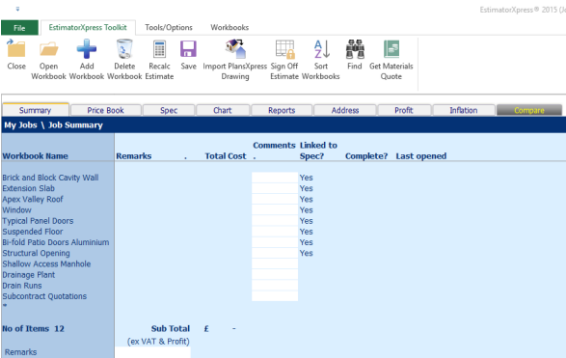 EstimatorXpress® 2015 (Ja
File EstimatorXpress Toolkit Tools/Options Workbooks
Close Open Workbook Add Workbook Delete Workbook Recalc Estimate Save Import PlansXpress Drawing Sign Off Estimate Sort Workbooks Find Get Materials Quote
Summary Price Book Spec Chart Reports Address Profit Inflation Compare
My Jobs \ Job Summary
Comments Linked to
Workbook Name Remarks . Total Cost . Spec? Complete? Last opened
Brick and Block Cavity Wall Yes
Extension Slab Yes
Apex Valley Roof Yes
Window Yes
Typical Panel Doors Yes
Suspended Floor Yes
Bi-fold Patio Doors Aluminium Yes
Structural Opening Yes
Shallow Access Manhole
Drainage Plant
Drain Runs
Subcontract Quotations
*
No of Items 12 Sub Total £ -
(ex VAT & Profit)
Remarks